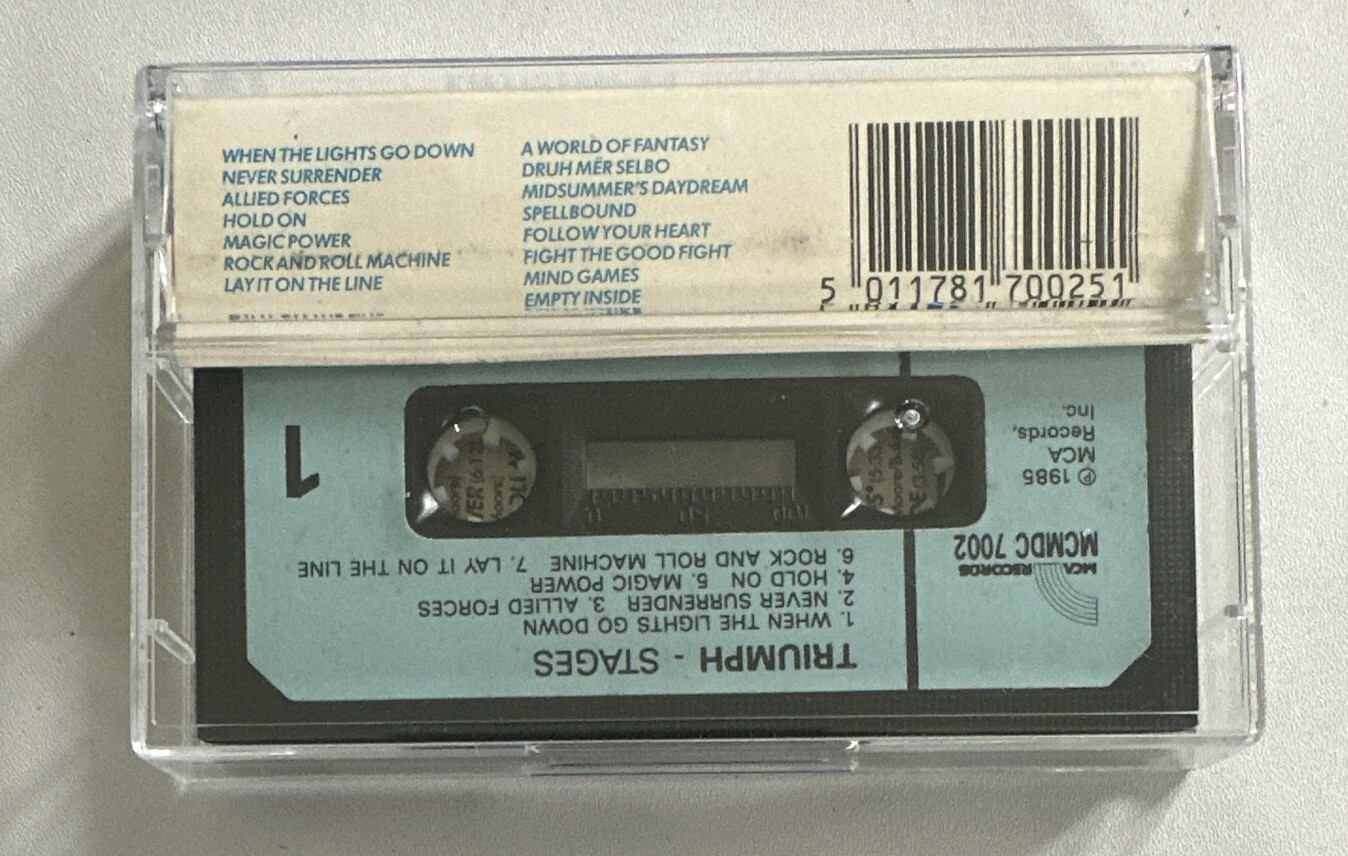 WHEN THE LIGHTS GO DOWN
NEVER SURRENDER
ALLIED FORCES
HOLD ON
MAGIC POWER
ROCK AND ROLL MACHINE
LAY IT ON THE LINE
A WORLD OF FANTASY
DRUH MËR SELBO
MIDSUMMER'S DAYDREAM
SPELLBOUND
FOLLOW YOUR HEART
FIGHT THE GOOD FIGHT
MIND GAMES
EMPTY INSIDE
5 011781 700251
TRIUMPH - STAGES
1. WHEN THE LIGHTS GO DOWN
2. NEVER SURRENDER 3. ALLIED FORCES
4. HOLD ON 5. MAGIC POWER
6. ROCK AND ROLL MACHINE 7. LAY IT ON THE LINE
1
MCA RECORDS
MCMDC 7002
℗ 1985
MCA
Records,
Inc.